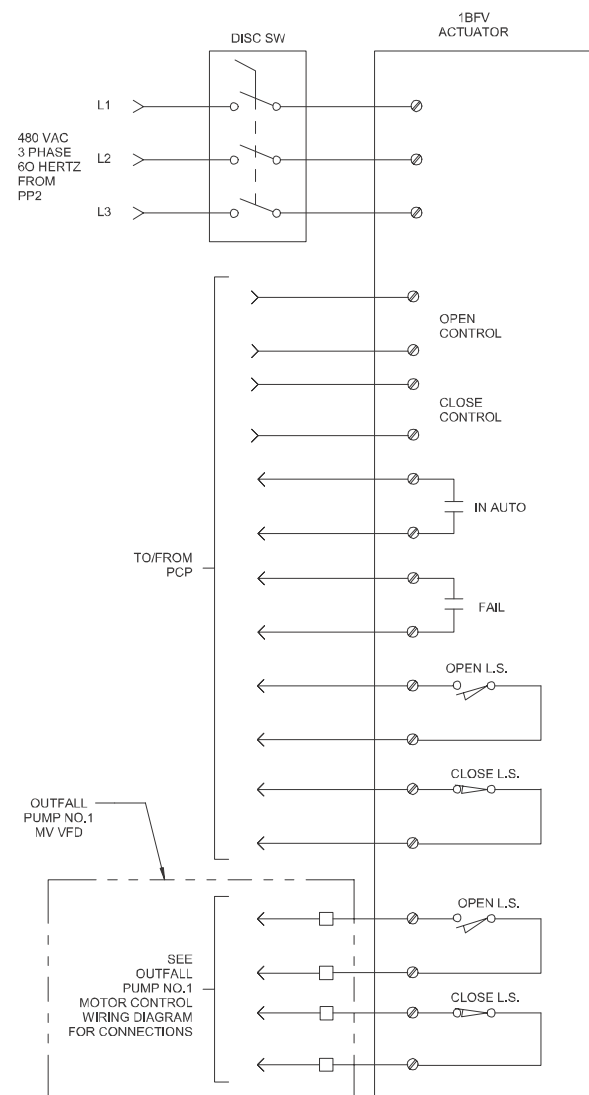 1BFV
ACTUATOR
DISC SW
L1
480 VAC
3 PHASE
6O HERTZ
FROM
PP2
L2
L3
OPEN
CONTROL
CLOSE
CONTROL
IN AUTO
TO/FROM
PCP
FAIL
OPEN L.S.
CLOSE L.S.
OUTFALL
PUMP NO.1
MV VFD
OPEN L.S.
SEE
OUTFALL
PUMP NO.1
MOTOR CONTROL
WIRING DIAGRAM
FOR CONNECTIONS
CLOSE L.S.